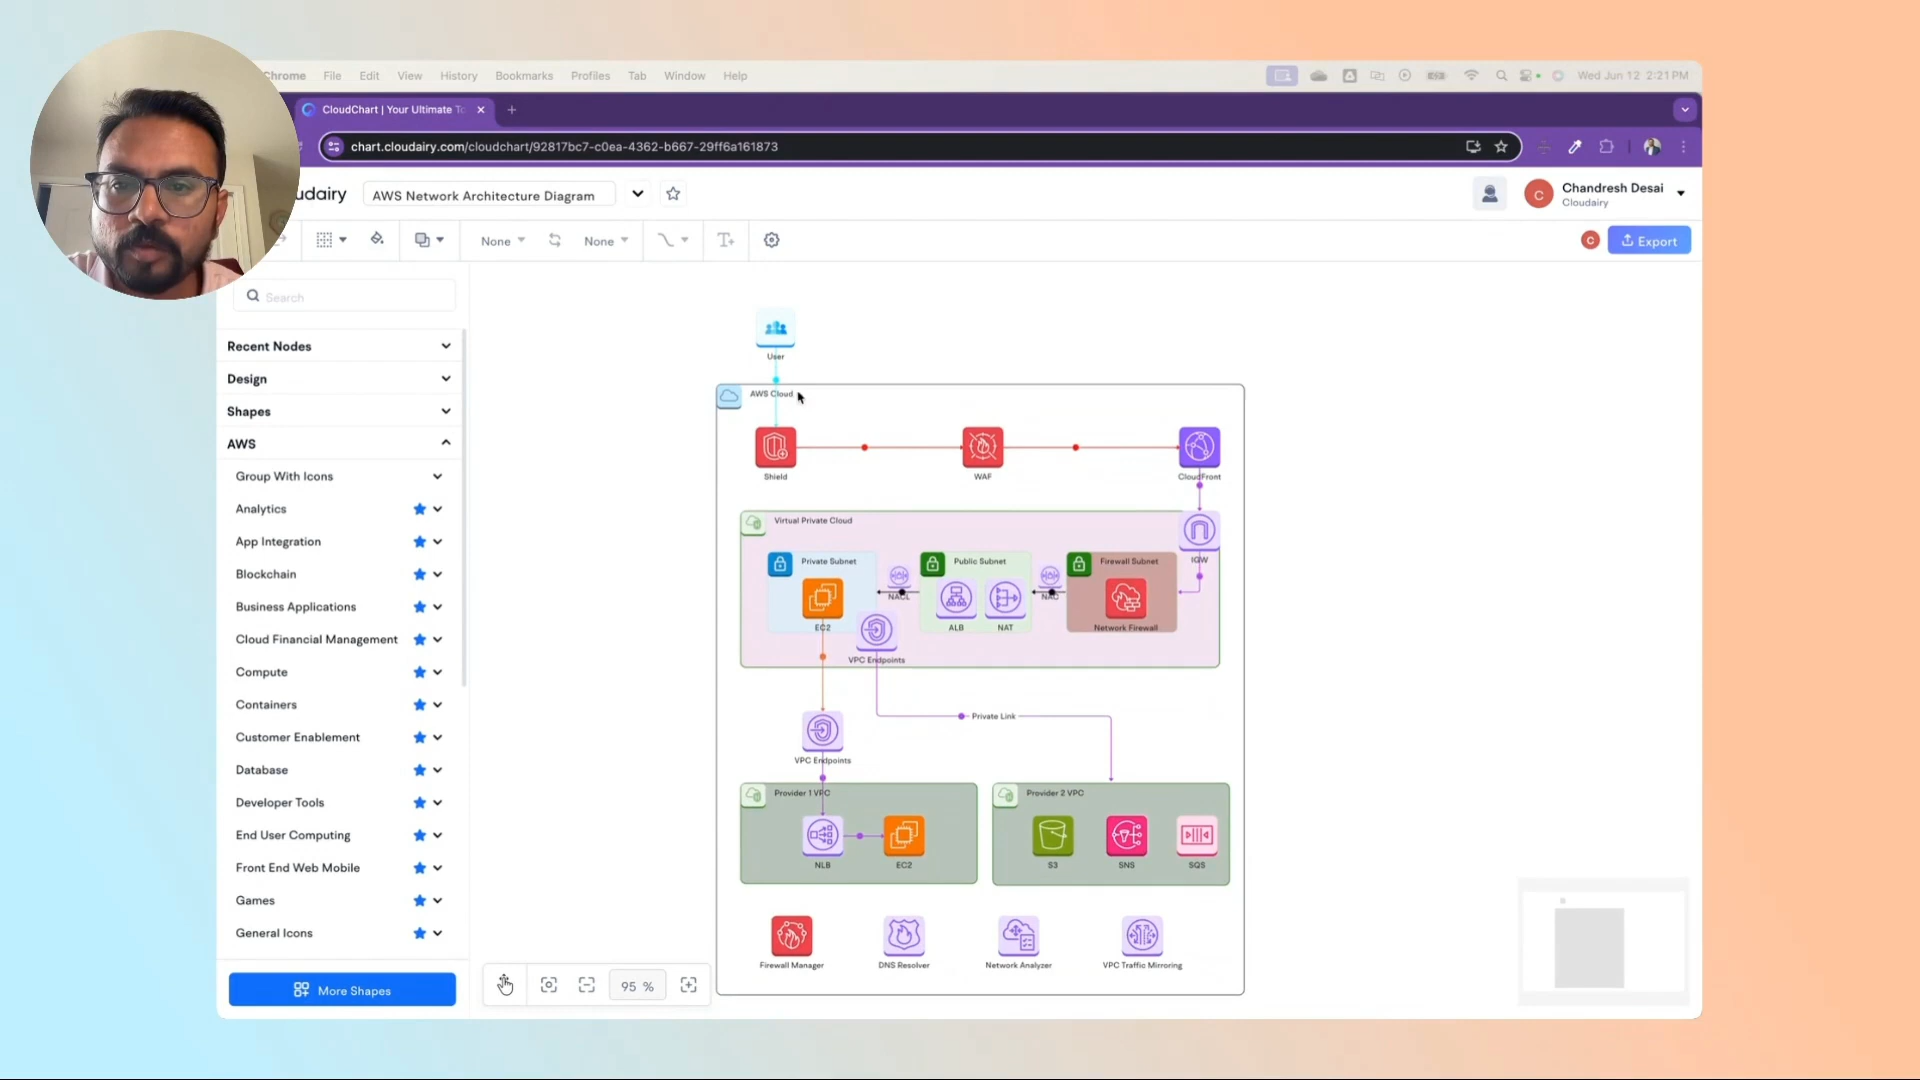 Chrome File Edit View History Bookmarks Profiles Tab Window Help Wed Jun 12 2:21 PM
CloudChart | Your Ultimate To
chart.cloudairy.com/cloudchart/92817bc7-c0ea-4362-b667-29ff6a161873
udairy AWS Network Architecture Diagram C Chandresh Desai
Cloudairy
None None T+ C Export
Search
Recent Nodes
Design
Shapes
AWS
Group With Icons
Analytics
App Integration
Blockchain
Business Applications
Cloud Financial Management
Compute
Containers
Customer Enablement
Database
Developer Tools
End User Computing
Front End Web Mobile
Games
General Icons
More Shapes
95 %
User
AWS Cloud
Shield WAF CloudFront
Virtual Private Cloud
IGW
Private Subnet Public Subnet Firewall Subnet
NACL NAC
EC2 ALB NAT Network Firewall
VPC Endpoints
Private Link
VPC Endpoints
Provider 1 VPC Provider 2 VPC
NLB EC2 S3 SNS SQS
Firewall Manager DNS Resolver Network Analyzer VPC Traffic Mirroring